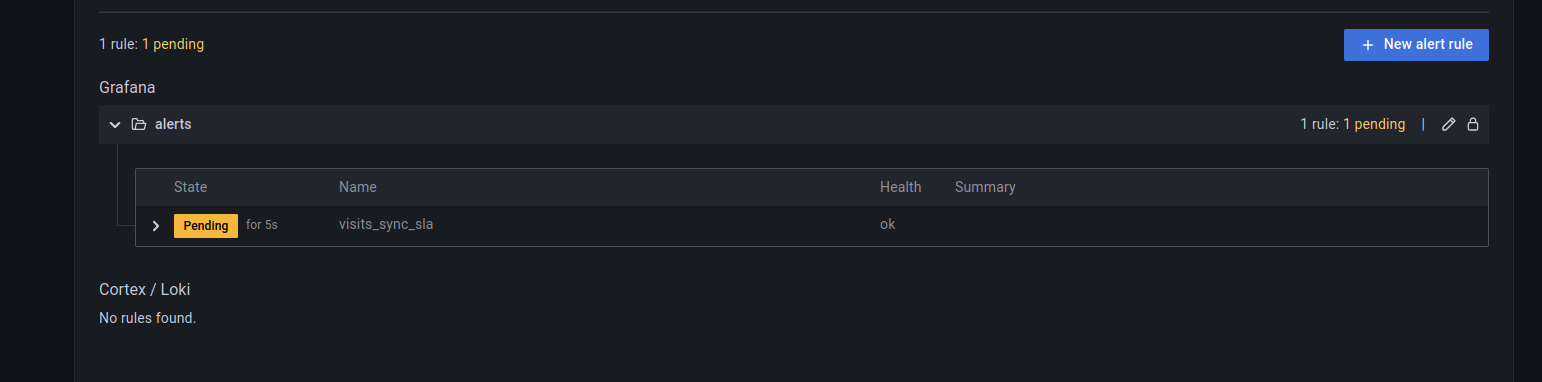 1 rule: 1 pending
+ New alert rule
Grafana
alerts
1 rule: 1 pending |
State Name Health Summary
Pending for 5s visits_sync_sla ok
Cortex / Loki
No rules found.